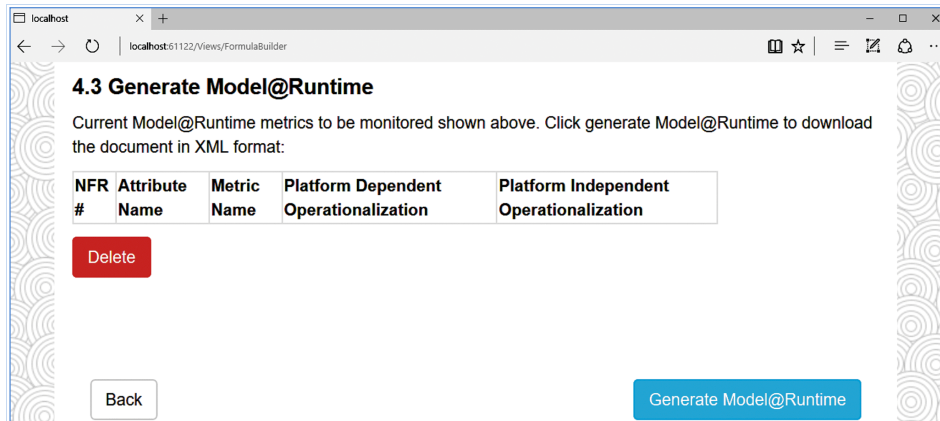 localhost
localhost:61122/Views/FormulaBuilder
4.3 Generate Model@Runtime
Current Model@Runtime metrics to be monitored shown above. Click generate Model@Runtime to download
the document in XML format:
NFR Attribute Metric Platform Dependent Platform Independent
# Name Name Operationalization Operationalization
Delete
Back Generate Model@Runtime